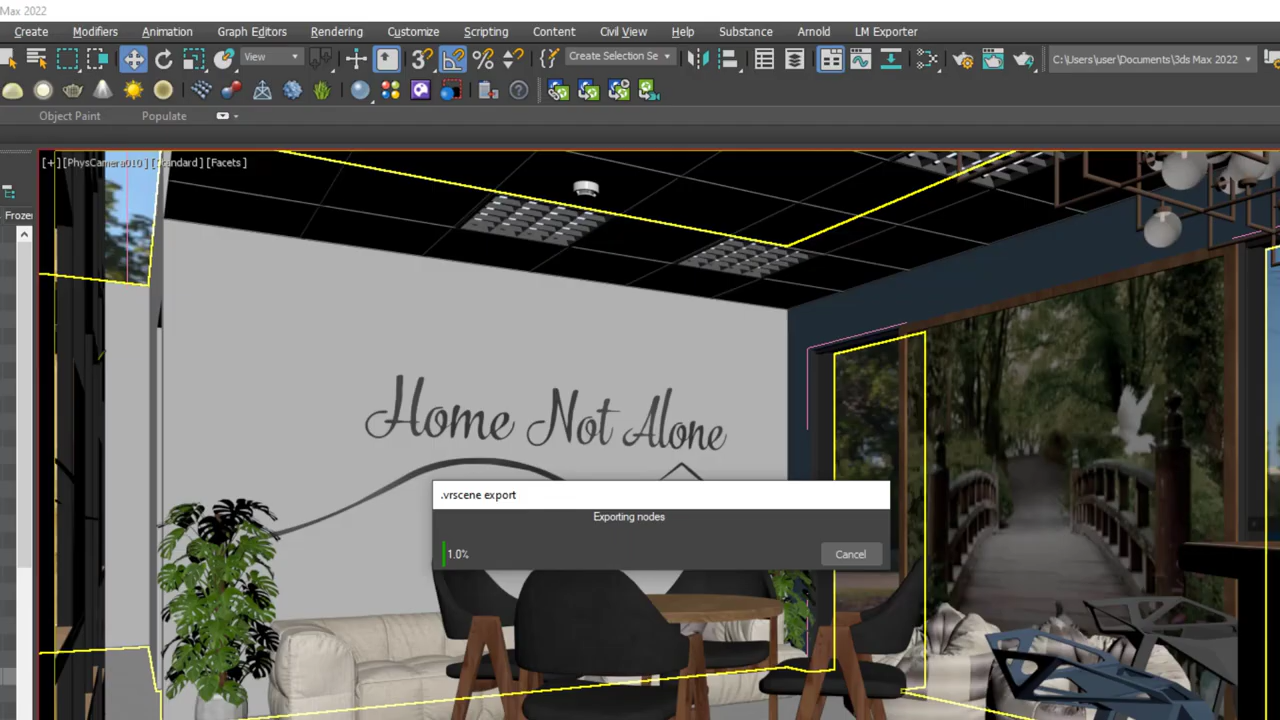 Max 2022
Create Modifiers Animation Graph Editors Rendering Customize Scripting Content Civil View Help Substance Arnold LM Exporter
View
Create Selection Se
C:\Users\user\Documents\3ds Max 2022
Object Paint Populate
[+] [PhysCamera010] [Standard] [Facets]
Frozen
Home Not Alone
.vrscene export
Exporting nodes
1.0%
Cancel